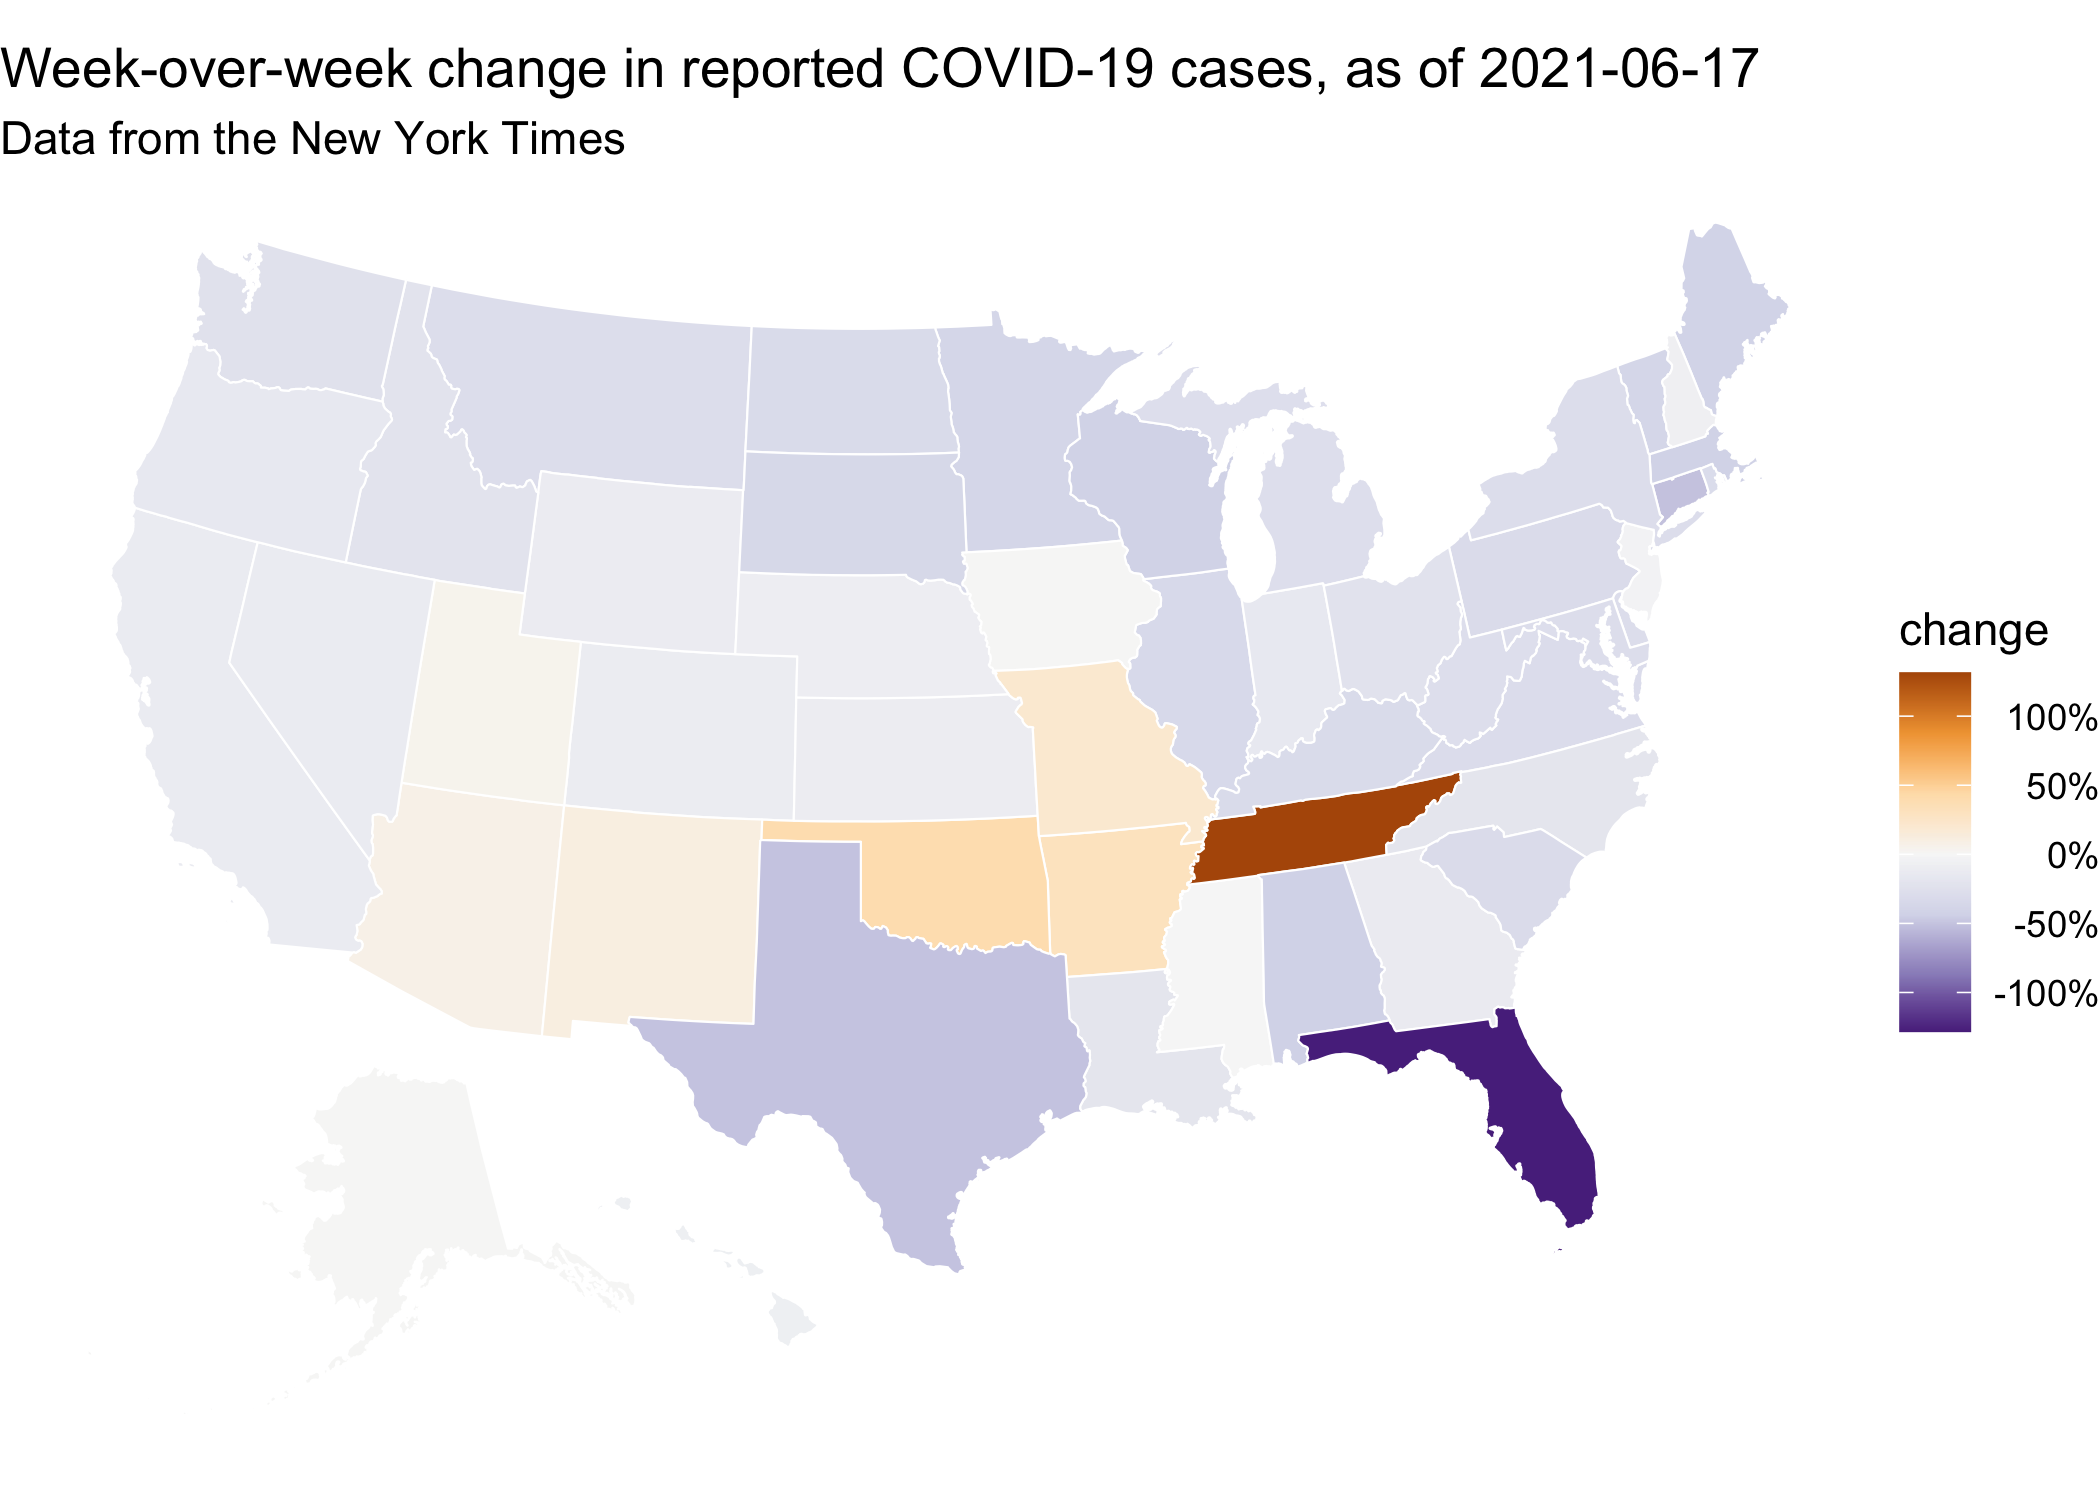 Week-over-week change in reported COVID-19 cases, as of 2021-06-17
Data from the New York Times
change
100%
50%
0%
-50%
-100%